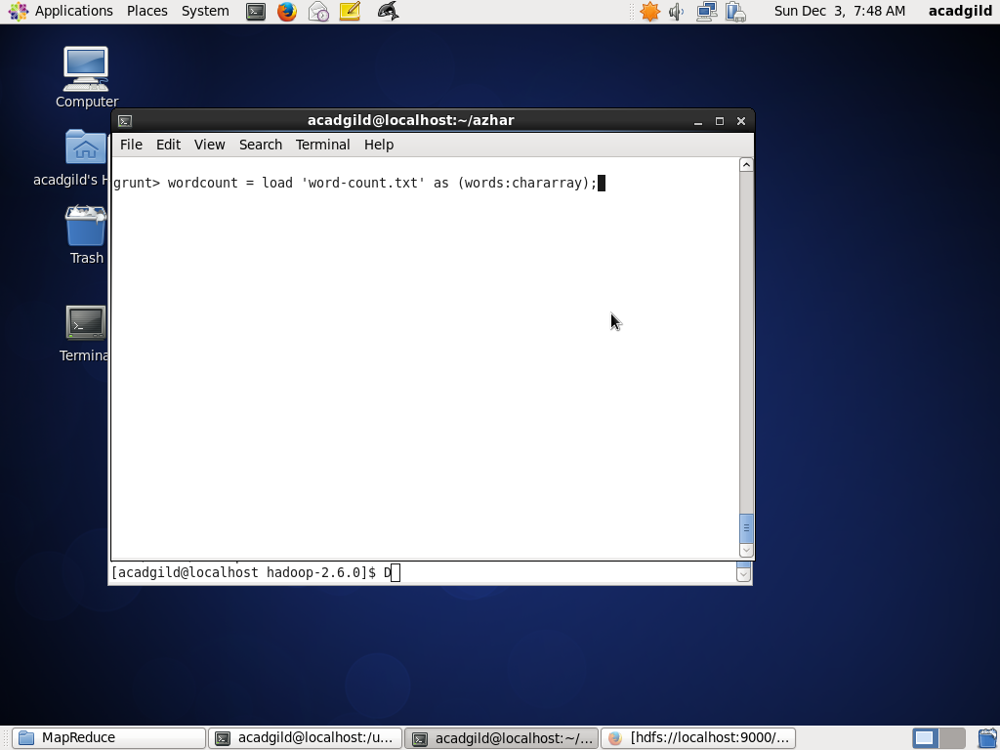 Applications Places System Sun Dec 3, 7:48 AM acadgild
Computer
acadgild's H
Trash
Termina
acadgild@localhost:~/azhar
File Edit View Search Terminal Help
grunt> wordcount = load 'word-count.txt' as (words:chararray);
[acadgild@localhost hadoop-2.6.0]$ D
MapReduce acadgild@localhost:/u... acadgild@localhost:~/... [hdfs://localhost:9000/...